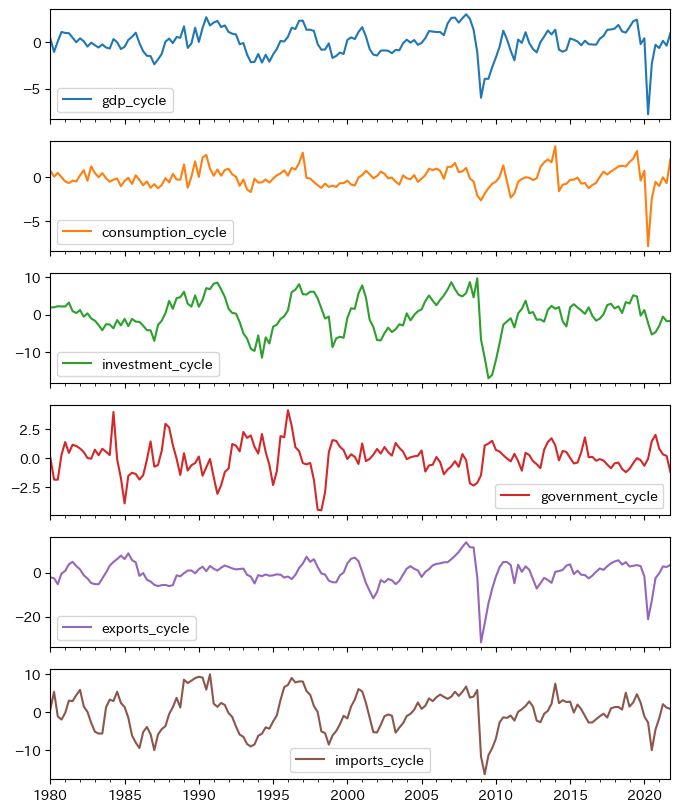 0
−5
gdp_cycle
0
−5
consumption_cycle
10
0
−10
investment_cycle
2.5
0.0
−2.5
government_cycle
0
−20
exports_cycle
10
0
−10
imports_cycle
1980 1985 1990 1995 2000 2005 2010 2015 2020